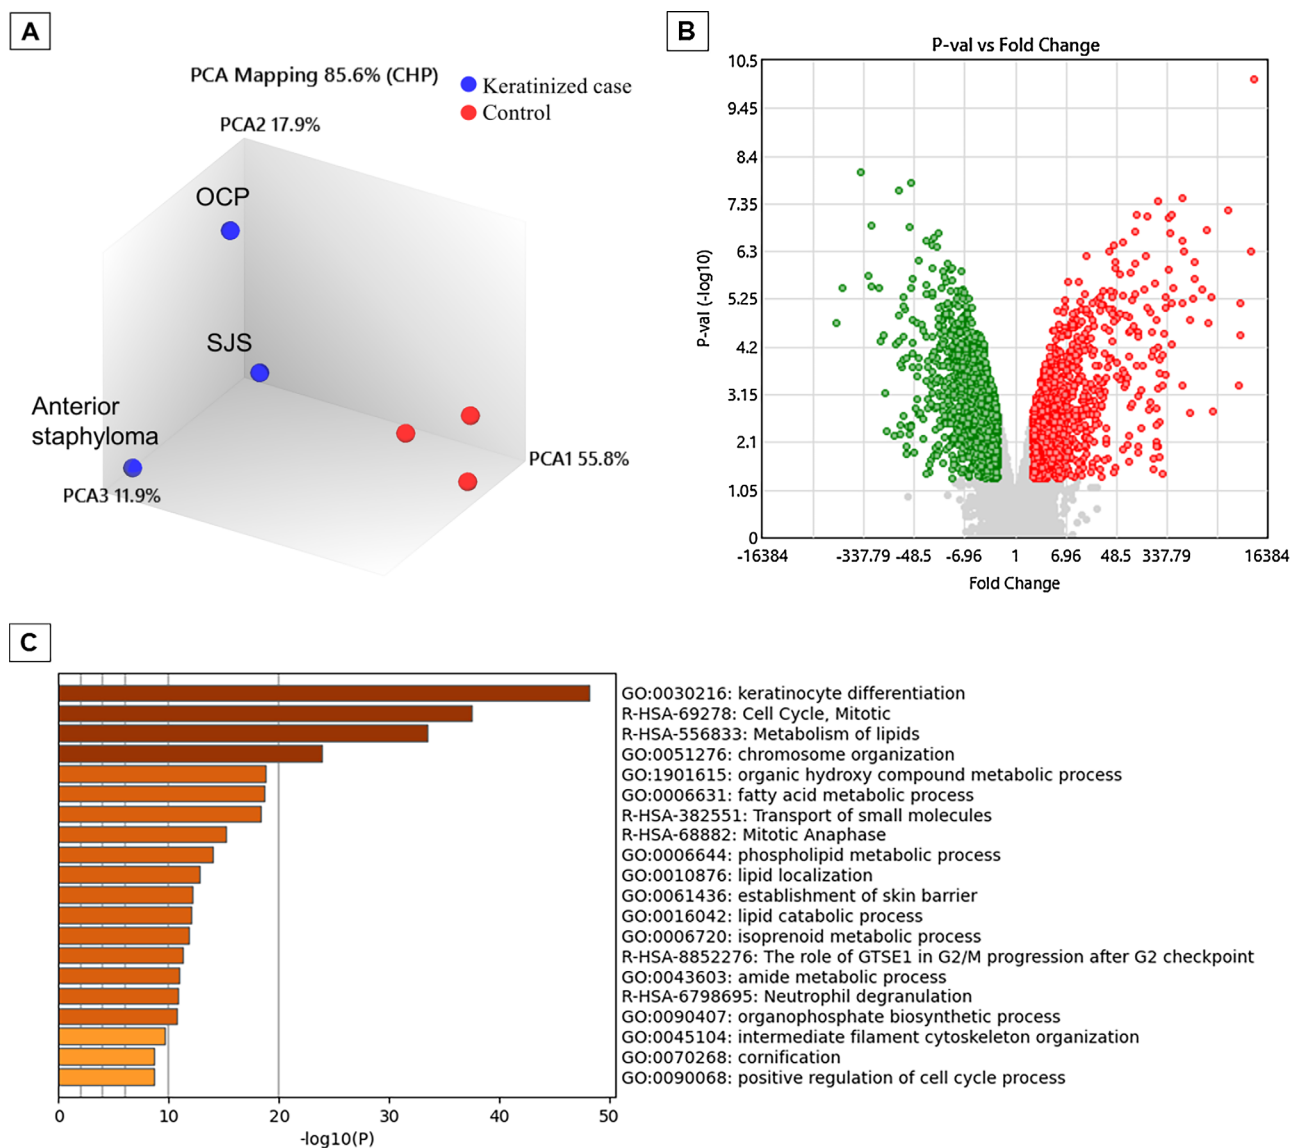 A
PCA Mapping 85.6% (CHP)
Keratinized case
Control
PCA2 17.9%
OCP
SJS
Anterior
staphyloma
PCA1 55.8%
PCA3 11.9%
B
P-val vs Fold Change
10.5
9.45
8.4
7.35
6.3
5.25
4.2
3.15
2.1
1.05
0
P-val (-log10)
-16384 -337.79 -48.5 -6.96 1 6.96 48.5 337.79 16384
Fold Change
C
GO:0030216: keratinocyte differentiation
R-HSA-69278: Cell Cycle, Mitotic
R-HSA-556833: Metabolism of lipids
GO:0051276: chromosome organization
GO:1901615: organic hydroxy compound metabolic process
GO:0006631: fatty acid metabolic process
R-HSA-382551: Transport of small molecules
R-HSA-68882: Mitotic Anaphase
GO:0006644: phospholipid metabolic process
GO:0010876: lipid localization
GO:0061436: establishment of skin barrier
GO:0016042: lipid catabolic process
GO:0006720: isoprenoid metabolic process
R-HSA-8852276: The role of GTSE1 in G2/M progression after G2 checkpoint
GO:0043603: amide metabolic process
R-HSA-6798695: Neutrophil degranulation
GO:0090407: organophosphate biosynthetic process
GO:0045104: intermediate filament cytoskeleton organization
GO:0070268: cornification
GO:0090068: positive regulation of cell cycle process
0 10 20 30 40 50
-log10(P)